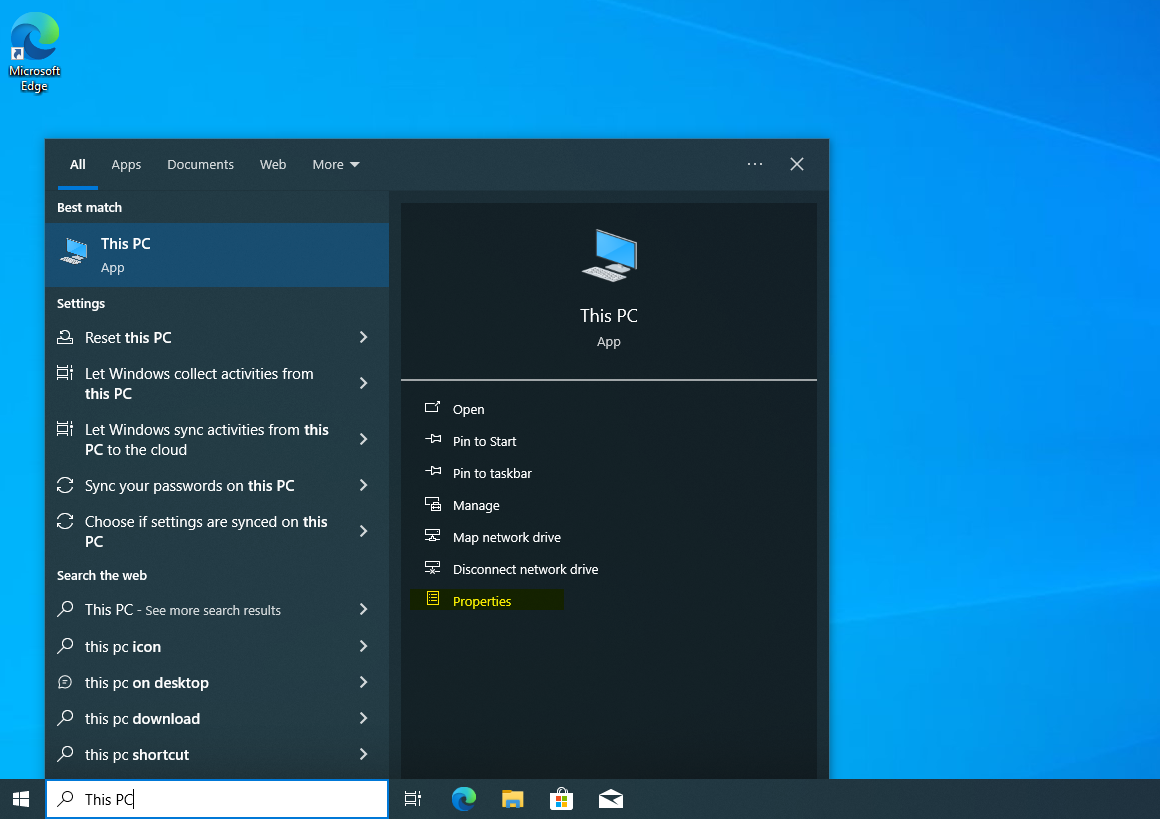 Microsoft
Edge
All Apps Documents Web More
Best match
This PC
App
Settings
Reset this PC
Let Windows collect activities from
this PC
Let Windows sync activities from this
PC to the cloud
Sync your passwords on this PC
Choose if settings are synced on this
PC
Search the web
This PC - See more search results
this pc icon
this pc on desktop
this pc download
this pc shortcut
This PC
App
Open
Pin to Start
Pin to taskbar
Manage
Map network drive
Disconnect network drive
Properties
This PC